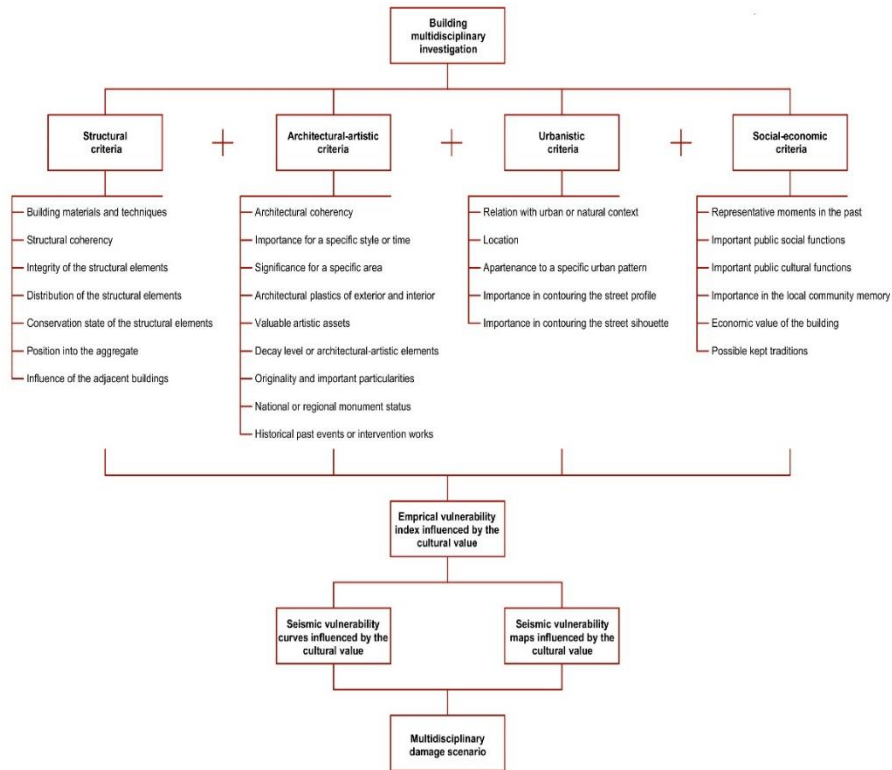 Building
multidisciplinary
investigation
Structural
criteria
Architectural-artistic
criteria
Urbanistic
criteria
Social-economic
criteria
Building materials and techniques
Structural coherency
Integrity of the structural elements
Distribution of the structural elements
Conservation state of the structural elements
Position into the aggregate
Influence of the adjacent buildings
Architectural coherency
Importance for a specific style or time
Significance for a specific area
Architectural plastics of exterior and interior
Valuable artistic assets
Decay level or architectural-artistic elements
Originality and important particularities
National or regional monument status
Historical past events or intervention works
Relation with urban or natural context
Location
Apartenance to a specific urban pattern
Importance in contouring the street profile
Importance in contouring the street sihouette
Representative moments in the past
Important public social functions
Important public cultural functions
Importance in the local community memory
Economic value of the building
Possible kept traditions
Emprical vulnerability
index influenced by the
cultural value
Seismic vulnerability
curves influenced by the
cultural value
Seismic vulnerability
maps influenced by the
cultural value
Multidisciplinary
damage scenario